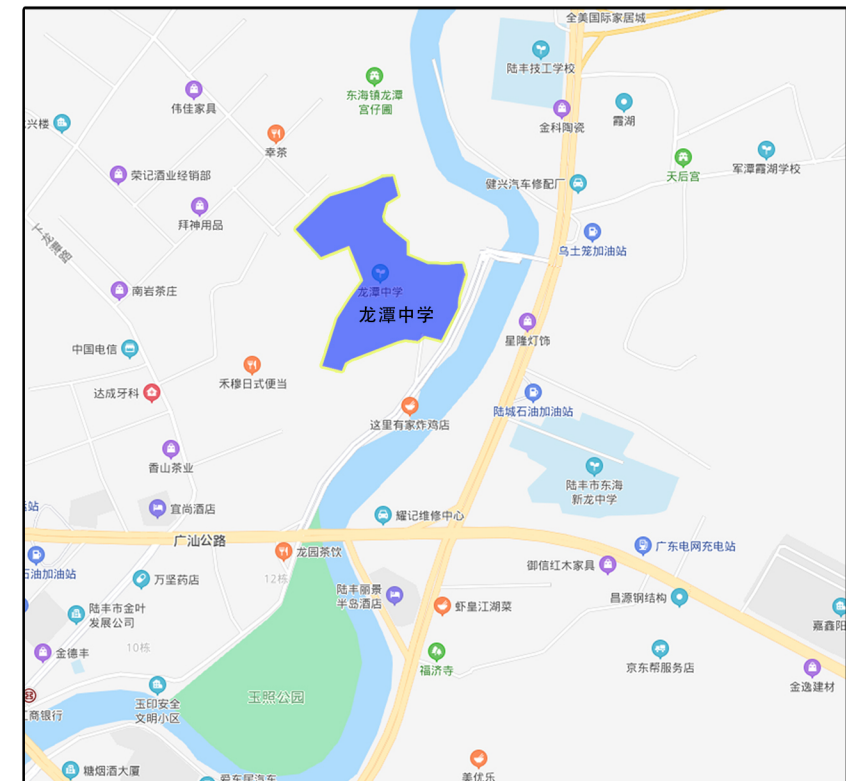 全美国际家居城
陆丰技工学校
伟佳家具
东海镇龙潭
宫仔圃
兴楼
幸茶
金科陶瓷
霞湖
荣记酒业经销部
健兴汽车修配厂
天后宫
军潭霞湖学校
拜神用品
下龙潭路
乌土笼加油站
南岩茶庄
龙潭中学
龙潭中学
中国电信
星隆灯饰
禾穆日式便当
达成牙科
陆城石油加油站
这里有家炸鸡店
香山茶业
陆丰市东海
新龙中学
站
宜尚酒店
耀记维修中心
广汕公路
龙园茶饮
广东电网充电站
石油加油站
万坚药店
12栋
御信红木家具
陆丰丽景
半岛酒店
虾皇江湖菜
昌源钢结构
陆丰市金叶
发展公司
嘉鑫阳
10栋
金德丰
福济寺
京东帮服务店
玉照公园
金逸建材
玉印安全
文明小区
工商银行
糖烟酒大厦
爱车居汽车
美优乐